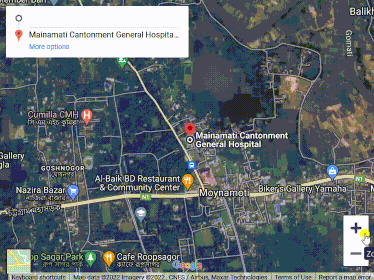 Mainamati Cantonment General Hospita...
More options
Balikh
Gomati
Cumilla CMH
Mainamati Cantonment
General Hospital
Gallery
GOSHNOGOR
Nazira Bazar
Al-Baik BD Restaurant
& Community Center
Moynamoti
Biker's Gallery Yamaha
N1
N1
op Sagar Park
Cafe Roopsagor
Keyboard shortcuts Map data ©2022 Imagery ©2022, CNES / Airbus, Maxar Technologies Terms of Use Report a map error